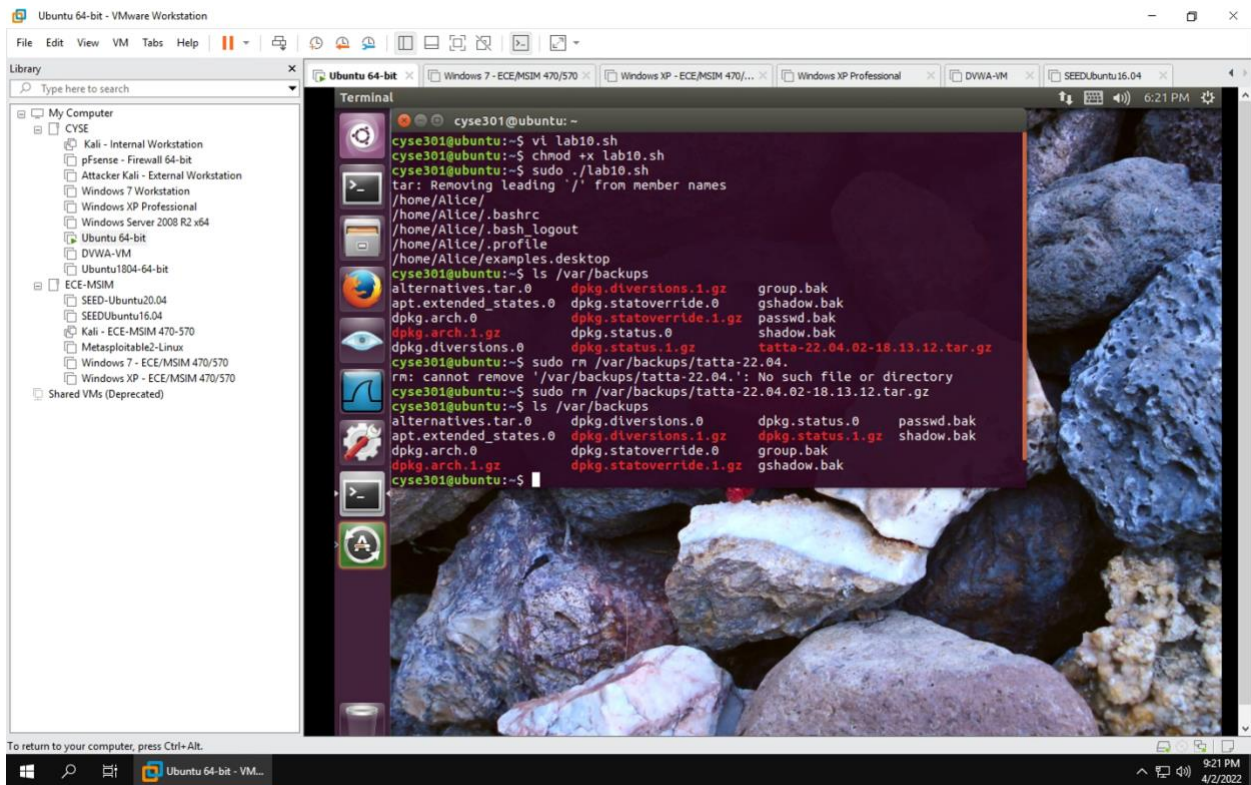 Ubuntu 64-bit - VMware Workstation
File Edit View VM Tabs Help
Library
Type here to search
My Computer
CYSE
Kali - Internal Workstation
pFsense - Firewall 64-bit
Attacker Kali - External Workstation
Windows 7 Workstation
Windows XP Professional
Windows Server 2008 R2 x64
Ubuntu 64-bit
DVWA-VM
Ubuntu1804-64-bit
ECE-MSIM
SEED-Ubuntu20.04
SEEDUbuntu16.04
Kali - ECE-MSIM 470-570
Metasploitable2-Linux
Windows 7 - ECE/MSIM 470/570
Windows XP - ECE/MSIM 470/570
Shared VMs (Deprecated)
Ubuntu 64-bit Windows 7 - ECE/MSIM 470/570 Windows XP - ECE/MSIM 470/... Windows XP Professional DVWA-VM SEEDUbuntu16.04
Terminal 6:21 PM
cyse301@ubuntu: ~
cyse301@ubuntu:~$ vi lab10.sh
cyse301@ubuntu:~$ chmod +x lab10.sh
cyse301@ubuntu:~$ sudo ./lab10.sh
tar: Removing leading `/' from member names
/home/Alice/
/home/Alice/.bashrc
/home/Alice/.bash_logout
/home/Alice/.profile
/home/Alice/examples.desktop
cyse301@ubuntu:~$ ls /var/backups
alternatives.tar.0 dpkg.diversions.1.gz group.bak
apt.extended_states.0 dpkg.statoverride.0 gshadow.bak
dpkg.arch.0 dpkg.statoverride.1.gz passwd.bak
dpkg.arch.1.gz dpkg.status.0 shadow.bak
dpkg.diversions.0 dpkg.status.1.gz tatta-22.04.02-18.13.12.tar.gz
cyse301@ubuntu:~$ sudo rm /var/backups/tatta-22.04.
rm: cannot remove '/var/backups/tatta-22.04.': No such file or directory
cyse301@ubuntu:~$ sudo rm /var/backups/tatta-22.04.02-18.13.12.tar.gz
cyse301@ubuntu:~$ ls /var/backups
alternatives.tar.0 dpkg.diversions.0 dpkg.status.0 passwd.bak
apt.extended_states.0 dpkg.diversions.1.gz dpkg.status.1.gz shadow.bak
dpkg.arch.0 dpkg.statoverride.0 group.bak
dpkg.arch.1.gz dpkg.statoverride.1.gz gshadow.bak
cyse301@ubuntu:~$
To return to your computer, press Ctrl+Alt.
Ubuntu 64-bit - VM...
9:21 PM
4/2/2022